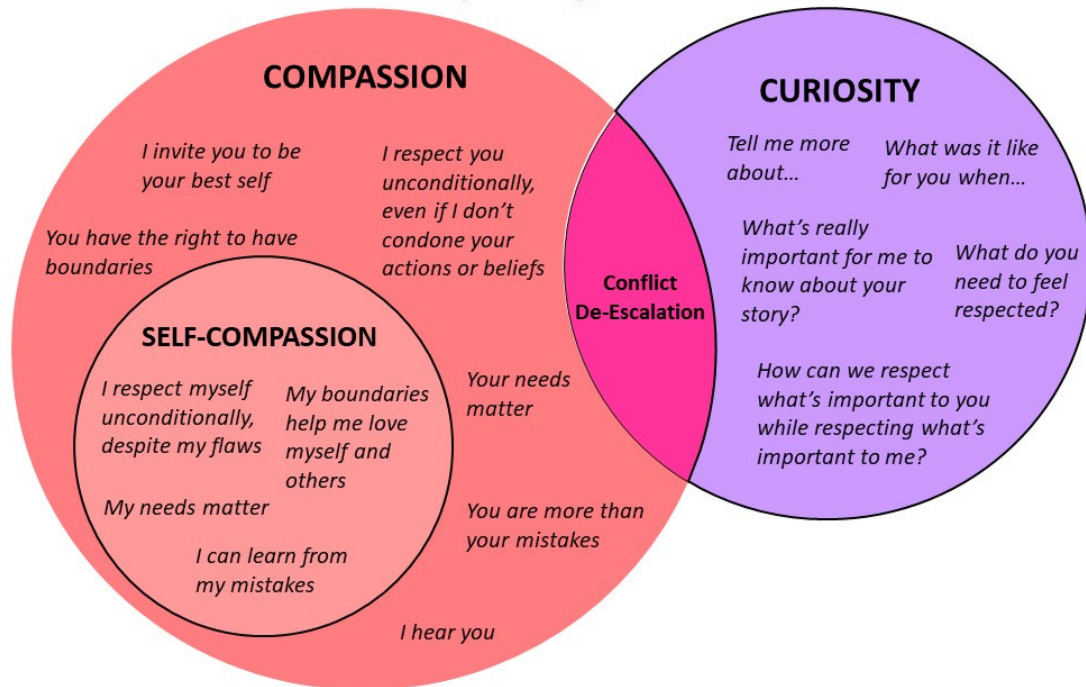 COMPASSION
I invite you to be
your best self
I respect you
unconditionally,
even if I don't
condone your
actions or beliefs
You have the right to have
boundaries
SELF-COMPASSION
I respect myself
unconditionally,
despite my flaws
My boundaries
help me love
myself and
others
My needs matter
I can learn from
my mistakes
Your needs
matter
You are more than
your mistakes
I hear you
Conflict
De-Escalation
CURIOSITY
Tell me more
about...
What was it like
for you when...
What's really
important for me to
know about your
story?
What do you
need to feel
respected?
How can we respect
what's important to you
while respecting what's
important to me?